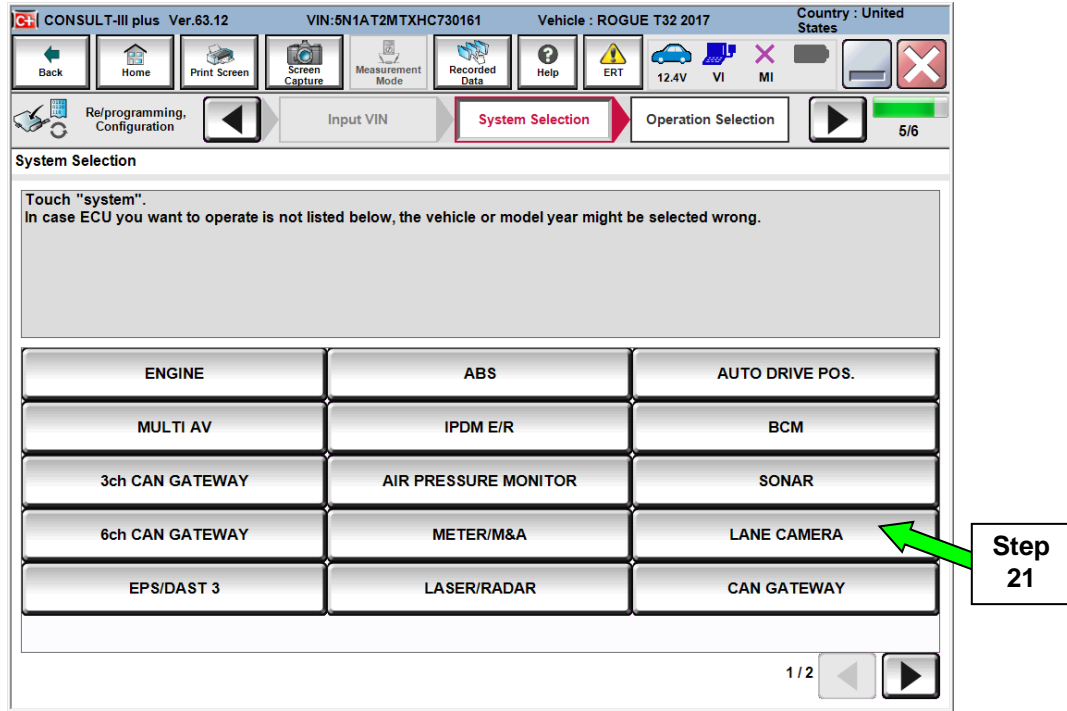 C+ CONSULT-III plus Ver.63.12 VIN:5N1AT2MTXHC730161 Vehicle : ROGUE T32 2017 Country : United
States
Back Home Print Screen Screen
Capture Measurement
Mode Recorded
Data Help ERT 12.4V VI MI
Re/programming,
Configuration Input VIN System Selection Operation Selection 5/6
System Selection
Touch "system".
In case ECU you want to operate is not listed below, the vehicle or model year might be selected wrong.
ENGINE ABS AUTO DRIVE POS.
MULTI AV IPDM E/R BCM
3ch CAN GATEWAY AIR PRESSURE MONITOR SONAR
6ch CAN GATEWAY METER/M&A LANE CAMERA
Step
21
EPS/DAST 3 LASER/RADAR CAN GATEWAY
1 / 2